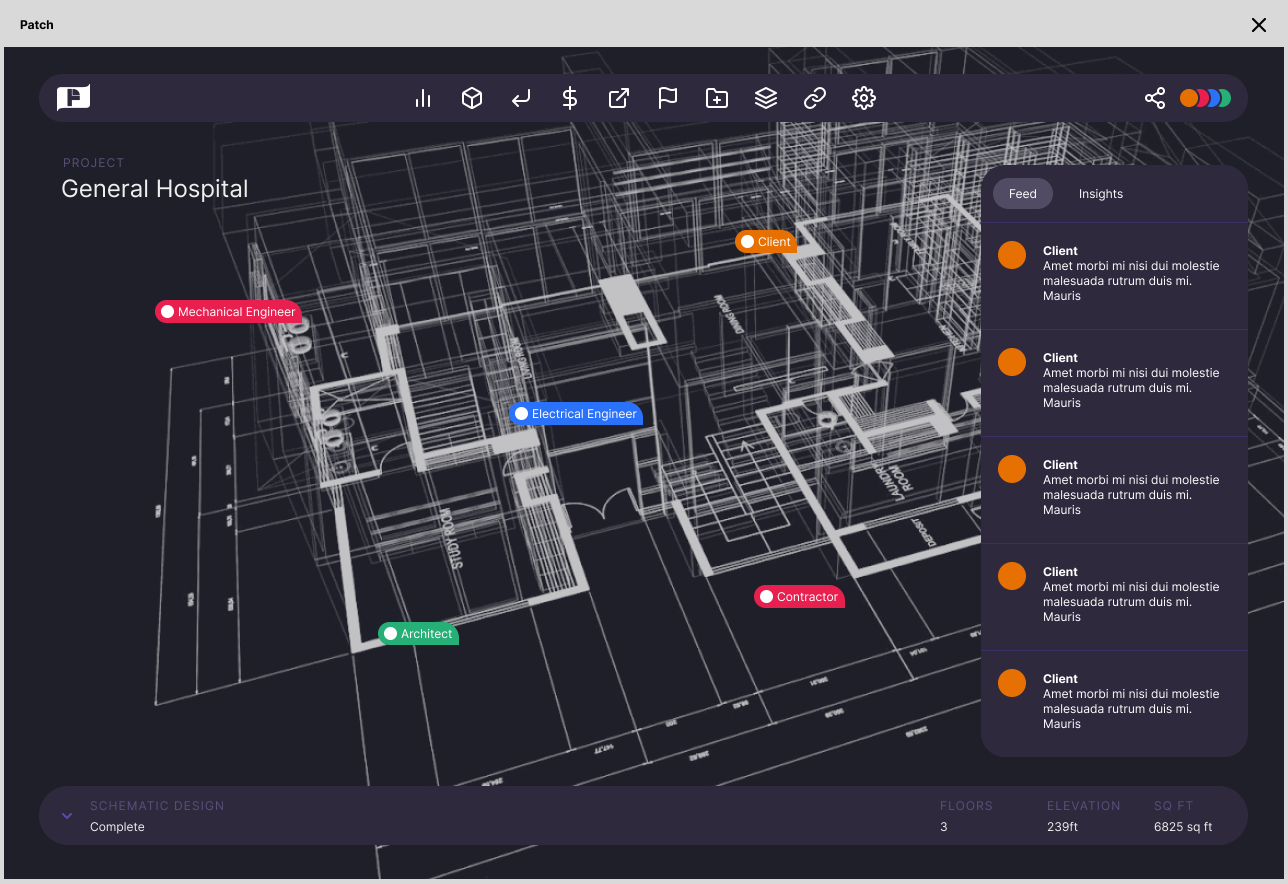 Patch
PROJECT
General Hospital
Feed
Insights
Client
Mechanical Engineer
Electrical Engineer
Contractor
Architect
DINING ROOM
STUDY ROOM
LAUNDRY ROOM
DEPOSIT
Client
Amet morbi mi nisi dui molestie
malesuada rutrum duis mi.
Mauris
Client
Amet morbi mi nisi dui molestie
malesuada rutrum duis mi.
Mauris
Client
Amet morbi mi nisi dui molestie
malesuada rutrum duis mi.
Mauris
Client
Amet morbi mi nisi dui molestie
malesuada rutrum duis mi.
Mauris
Client
Amet morbi mi nisi dui molestie
malesuada rutrum duis mi.
Mauris
SCHEMATIC DESIGN
Complete
FLOORS
3
ELEVATION
239ft
SQ FT
6825 sq ft